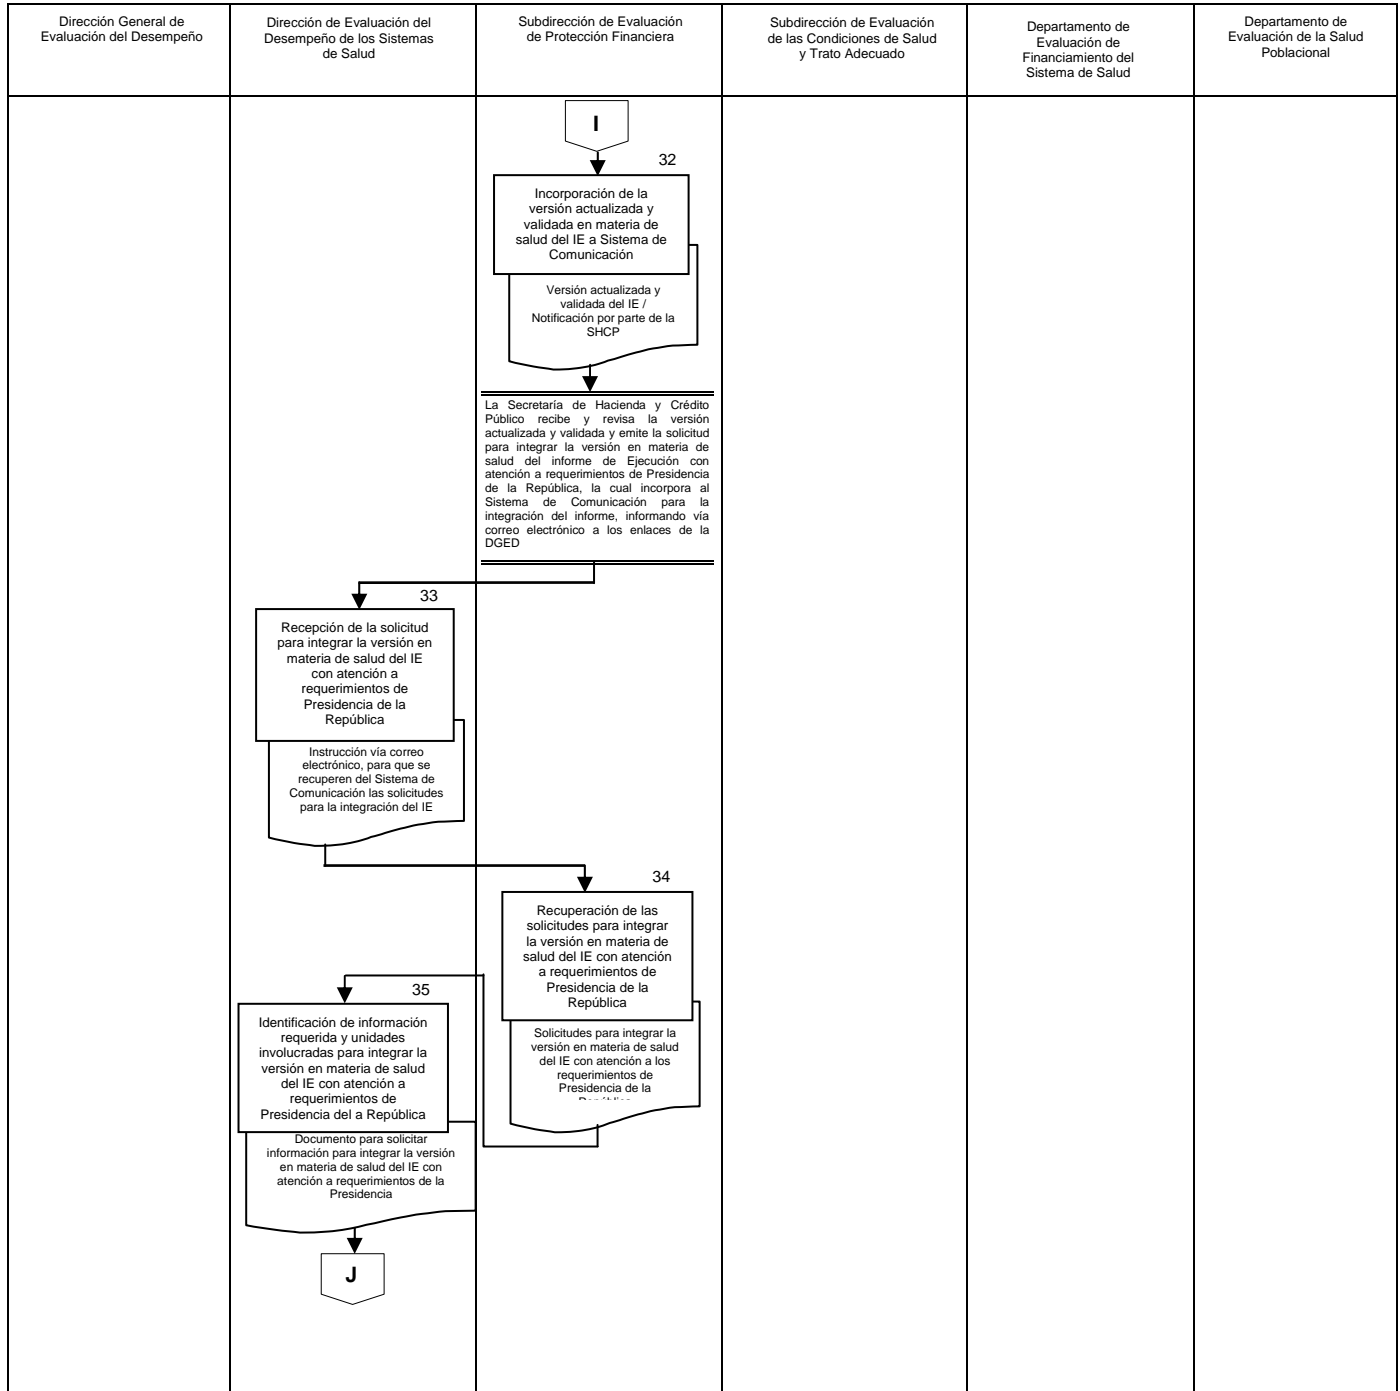 Dirección General de
Evaluación del Desempeño
Dirección de Evaluación del
Desempeño de los Sistemas
de Salud
Subdirección de Evaluación
de Protección Financiera
Subdirección de Evaluación
de las Condiciones de Salud
y Trato Adecuado
Departamento de
Evaluación de
Financiamiento del
Sistema de Salud
Departamento de
Evaluación de la Salud
Poblacional
I
32
Incorporación de la
versión actualizada y
validada en materia de
salud del IE a Sistema de
Comunicación
Versión actualizada y
validada del IE /
Notificación por parte de la
SHCP
La Secretaría de Hacienda y Crédito
Público recibe y revisa la versión
actualizada y validada y emite la solicitud
para integrar la versión en materia de
salud del informe de Ejecución con
atención a requerimientos de Presidencia
de la República, la cual incorpora al
Sistema de Comunicación para la
integración del informe, informando vía
correo electrónico a los enlaces de la
DGED
33
Recepción de la solicitud
para integrar la versión en
materia de salud del IE
con atención a
requerimientos de
Presidencia de la
República
Instrucción vía correo
electrónico, para que se
recuperen del Sistema de
Comunicación las solicitudes
para la integración del IE
34
Recuperación de las
solicitudes para integrar
la versión en materia de
salud del IE con atención
a requerimientos de
Presidencia de la
República
Solicitudes para integrar la
versión en materia de salud
del IE con atención a los
requerimientos de
Presidencia de la
35
Identificación de información
requerida y unidades
involucradas para integrar la
versión en materia de salud
del IE con atención a
requerimientos de
Presidencia del a República
Documento para solicitar
información para integrar la versión
en materia de salud del IE con
atención a requerimientos de la
Presidencia
J